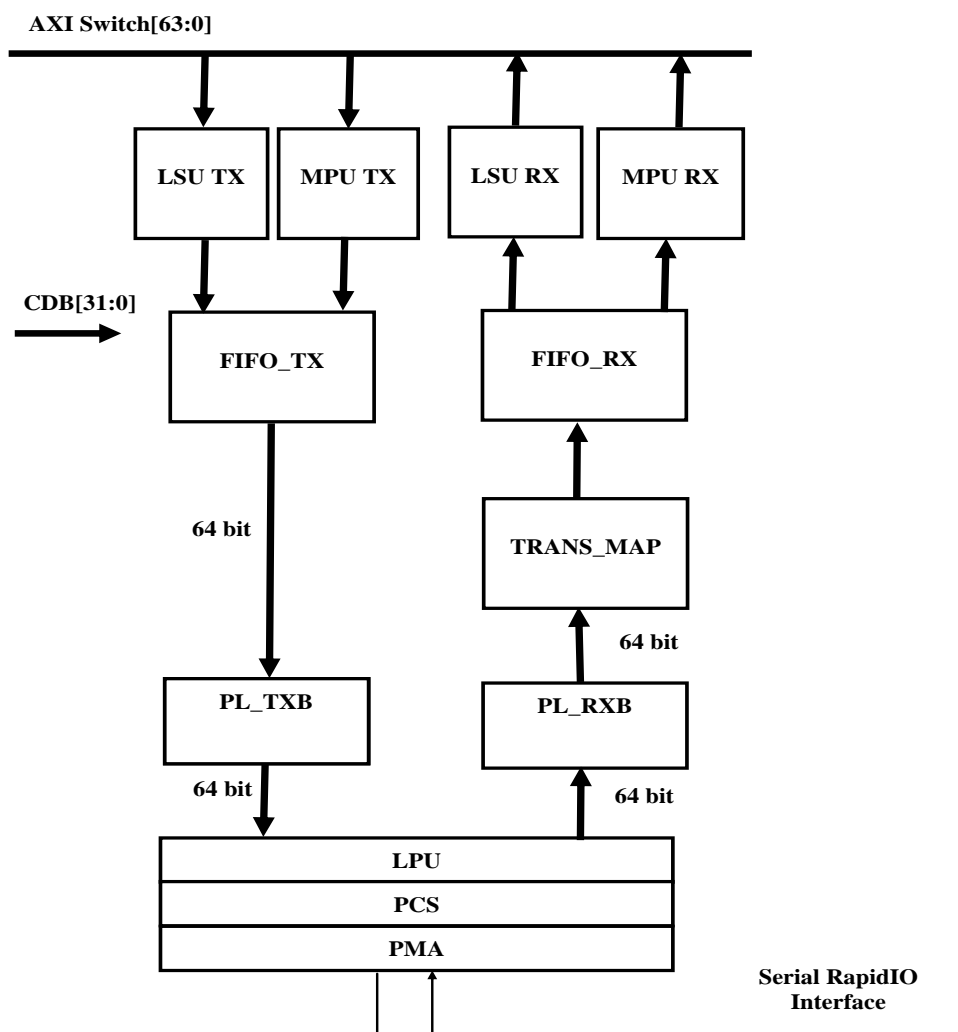 AXI Switch[63:0]
LSU TX
MPU TX
LSU RX
MPU RX
CDB[31:0]
FIFO_TX
FIFO_RX
64 bit
TRANS_MAP
64 bit
PL_TXB
PL_RXB
64 bit
64 bit
LPU
PCS
PMA
Serial RapidIO
Interface